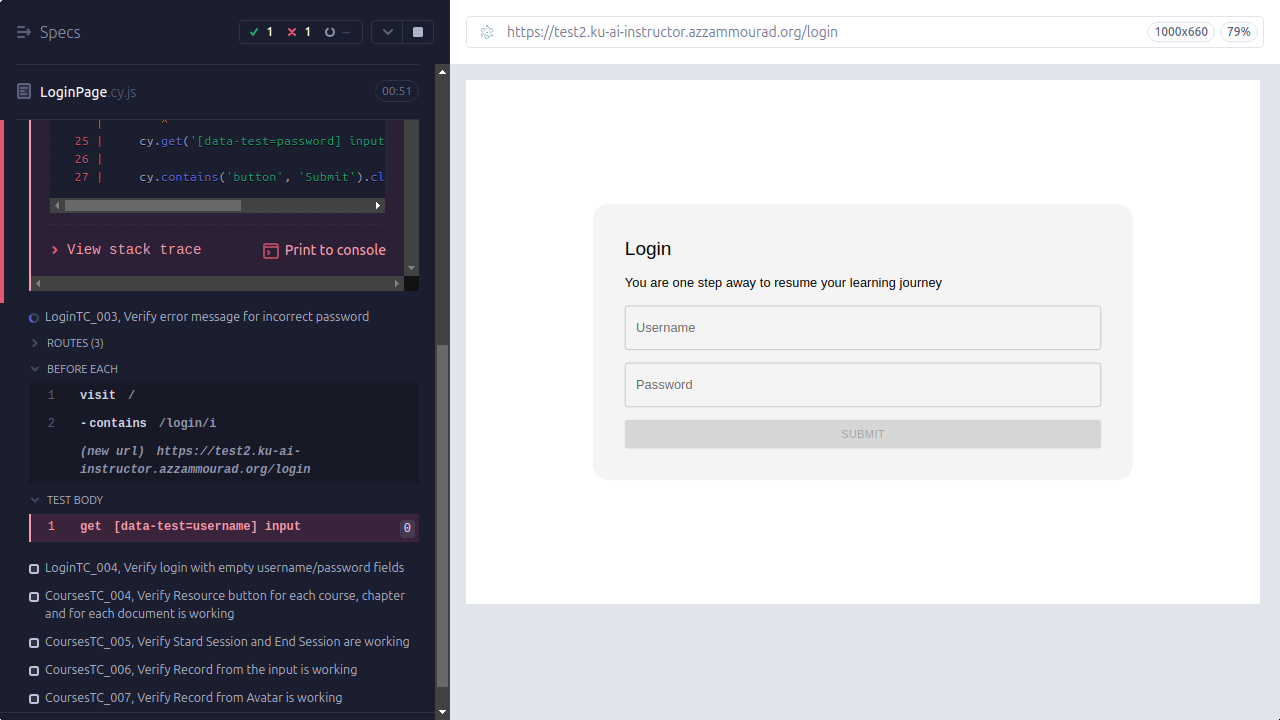 Specs
1 1 --
LoginPage.cy.js 00:51
|
25 | cy.get('[data-test=password] input
26 |
27 | cy.contains('button', 'Submit').cl
View stack trace Print to console
LoginTC_003, Verify error message for incorrect password
ROUTES (3)
BEFORE EACH
1 visit /
2 -contains /login/i
(new url) https://test2.ku-ai-
instructor.azzammourad.org/login
TEST BODY
1 get [data-test=username] input 0
LoginTC_004, Verify login with empty username/password fields
CoursesTC_004, Verify Resource button for each course, chapter
and for each document is working
CoursesTC_005, Verify Stard Session and End Session are working
CoursesTC_006, Verify Record from the input is working
CoursesTC_007, Verify Record from Avatar is working
https://test2.ku-ai-instructor.azzammourad.org/login 1000x660 79%
Login
You are one step away to resume your learning journey
Username
Password
SUBMIT